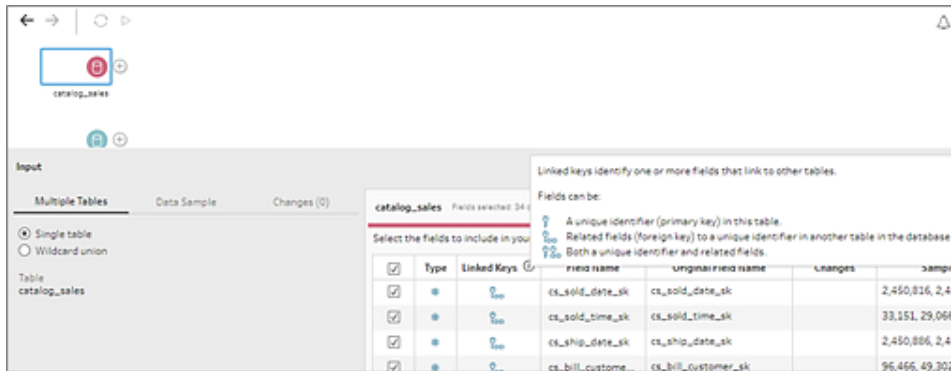 catalog_sales
Input
Multiple Tables Data Sample Changes (0)
Single table
Wildcard union
Table
catalog_sales
catalog_sales Fields selected: 34
Select the fields to include in your
Linked keys identify one or more fields that link to other tables.
Fields can be:
A unique identifier (primary key) in this table.
Related fields (foreign key) to a unique identifier in another table in the database
Both a unique identifier and related fields.
Type Linked Keys Field Name Original Field Name Changes
cs_sold_date_sk cs_sold_date_sk 2,450,816, 2,4
cs_sold_time_sk cs_sold_time_sk 33,151, 29,066
cs_ship_date_sk cs_ship_date_sk 2,450,886, 2,4
cs_bill_custome... cs_bill_customer_sk 96,466, 49,302